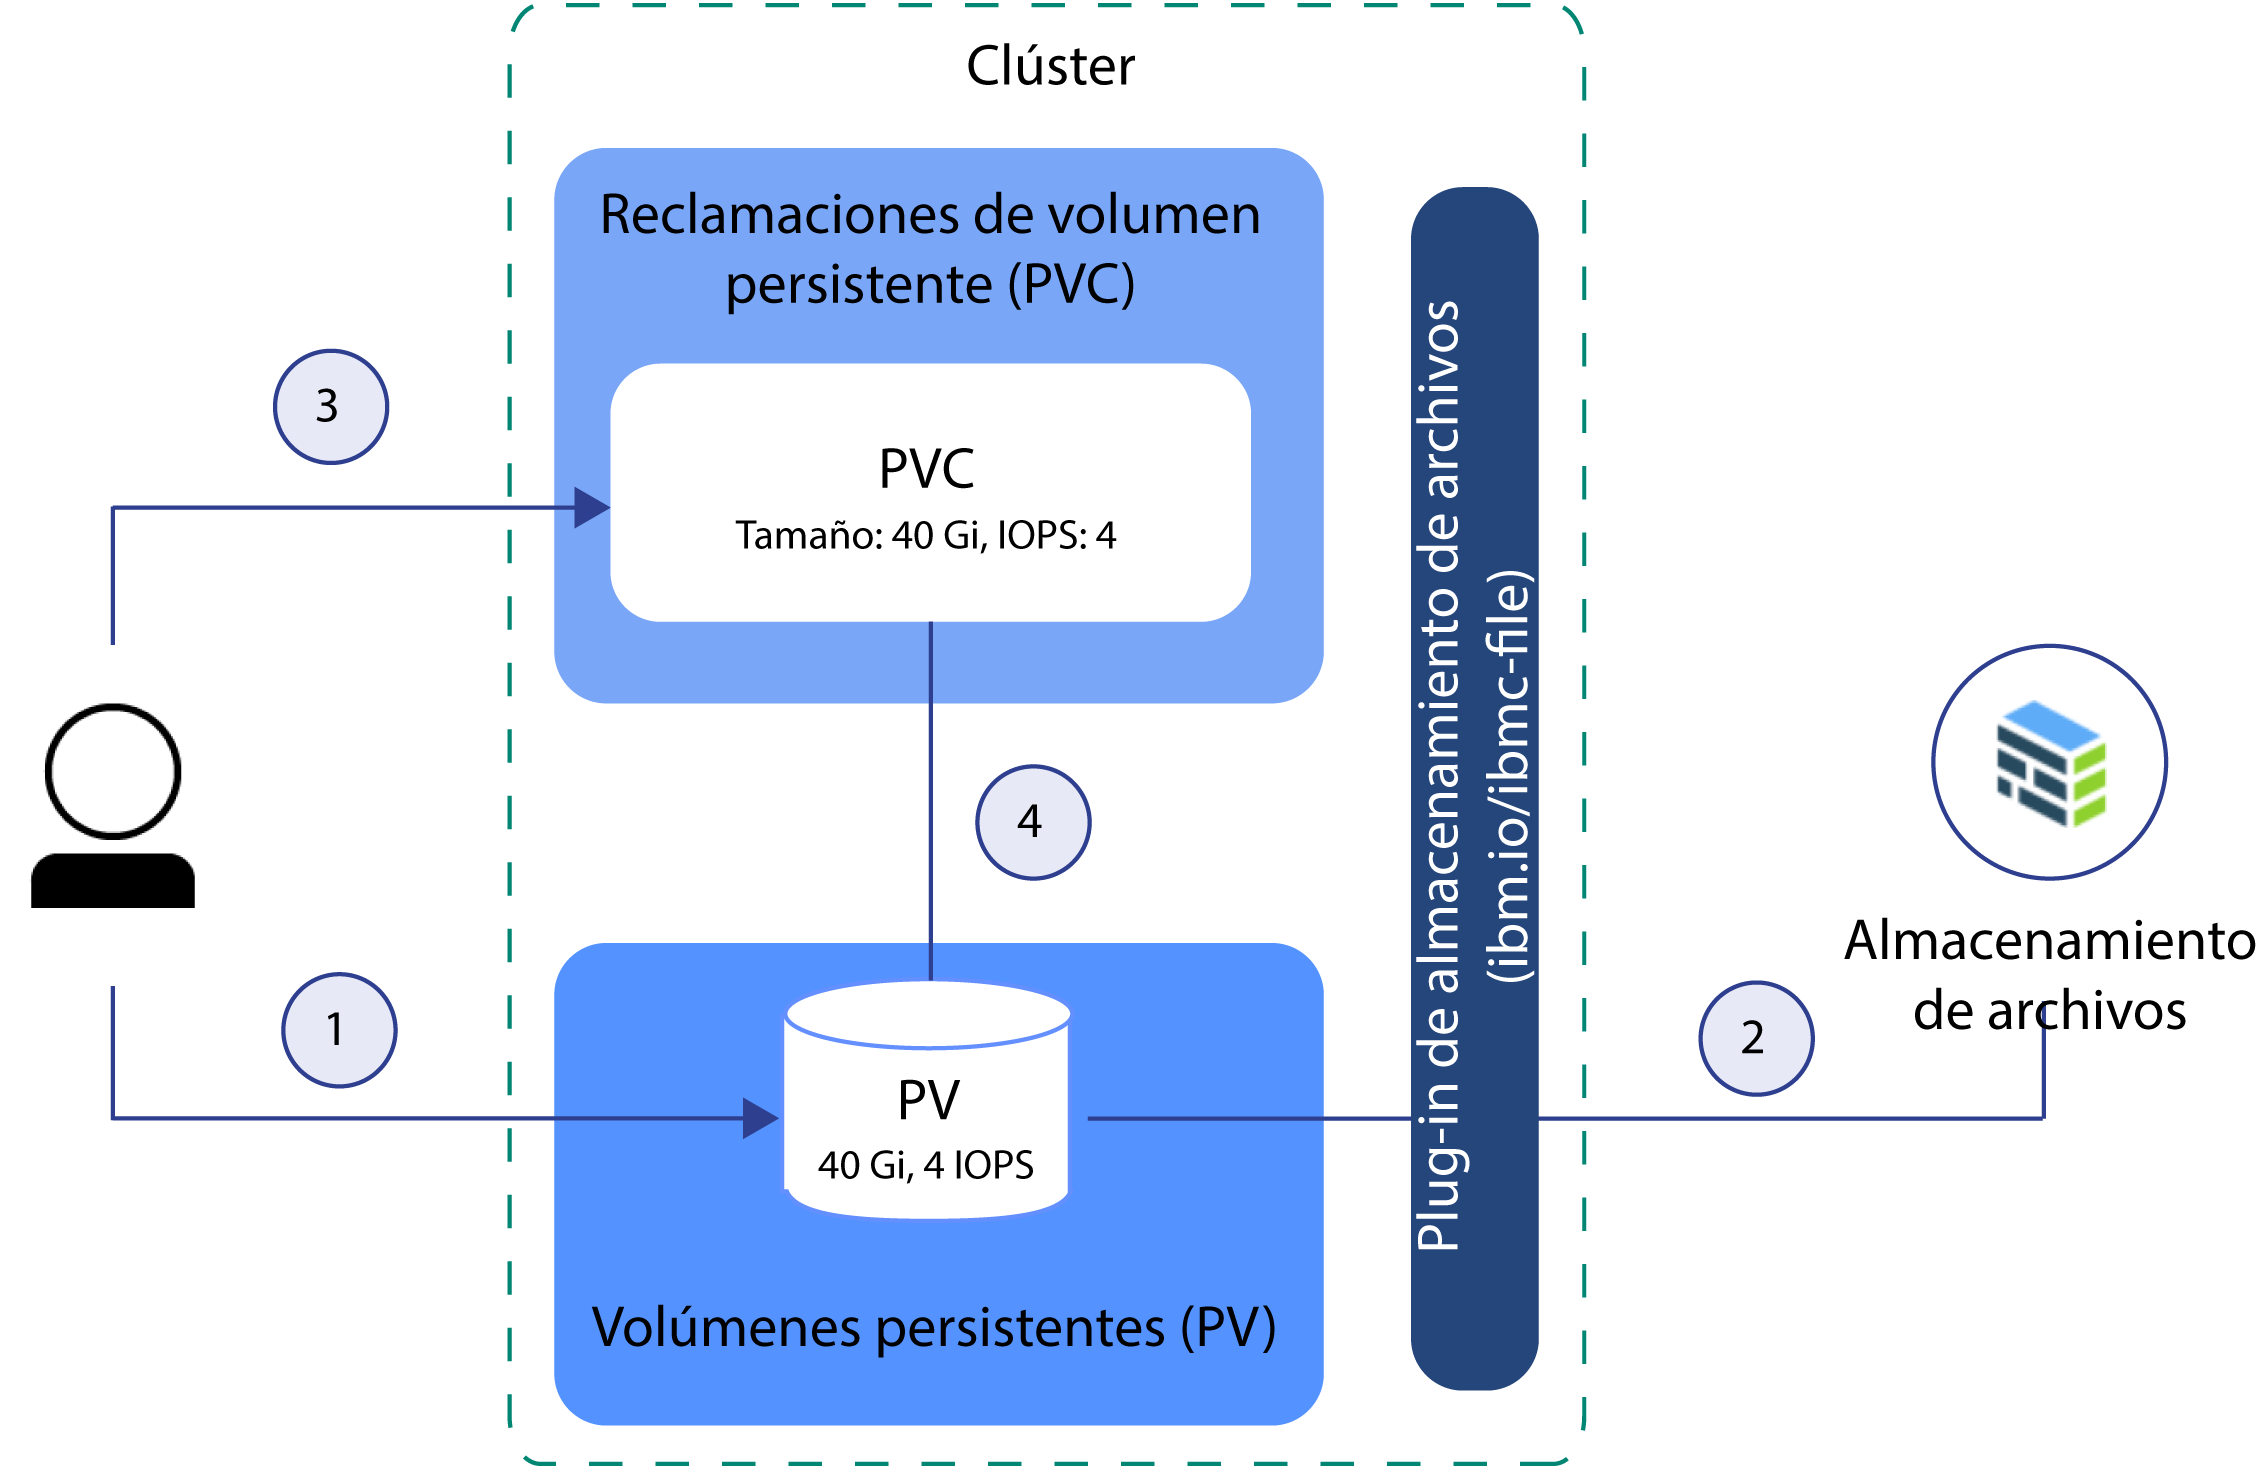 Clúster
Reclamaciones de volumen
persistente (PVC)
3
PVC
Tamaño: 40 Gi, IOPS: 4
Plug-in de almacenamiento de archivos
(ibm.io/ibmc-file)
4
Almacenamiento
de archivos
1
2
PV
40 Gi, 4 IOPS
Volúmenes persistentes (PV)